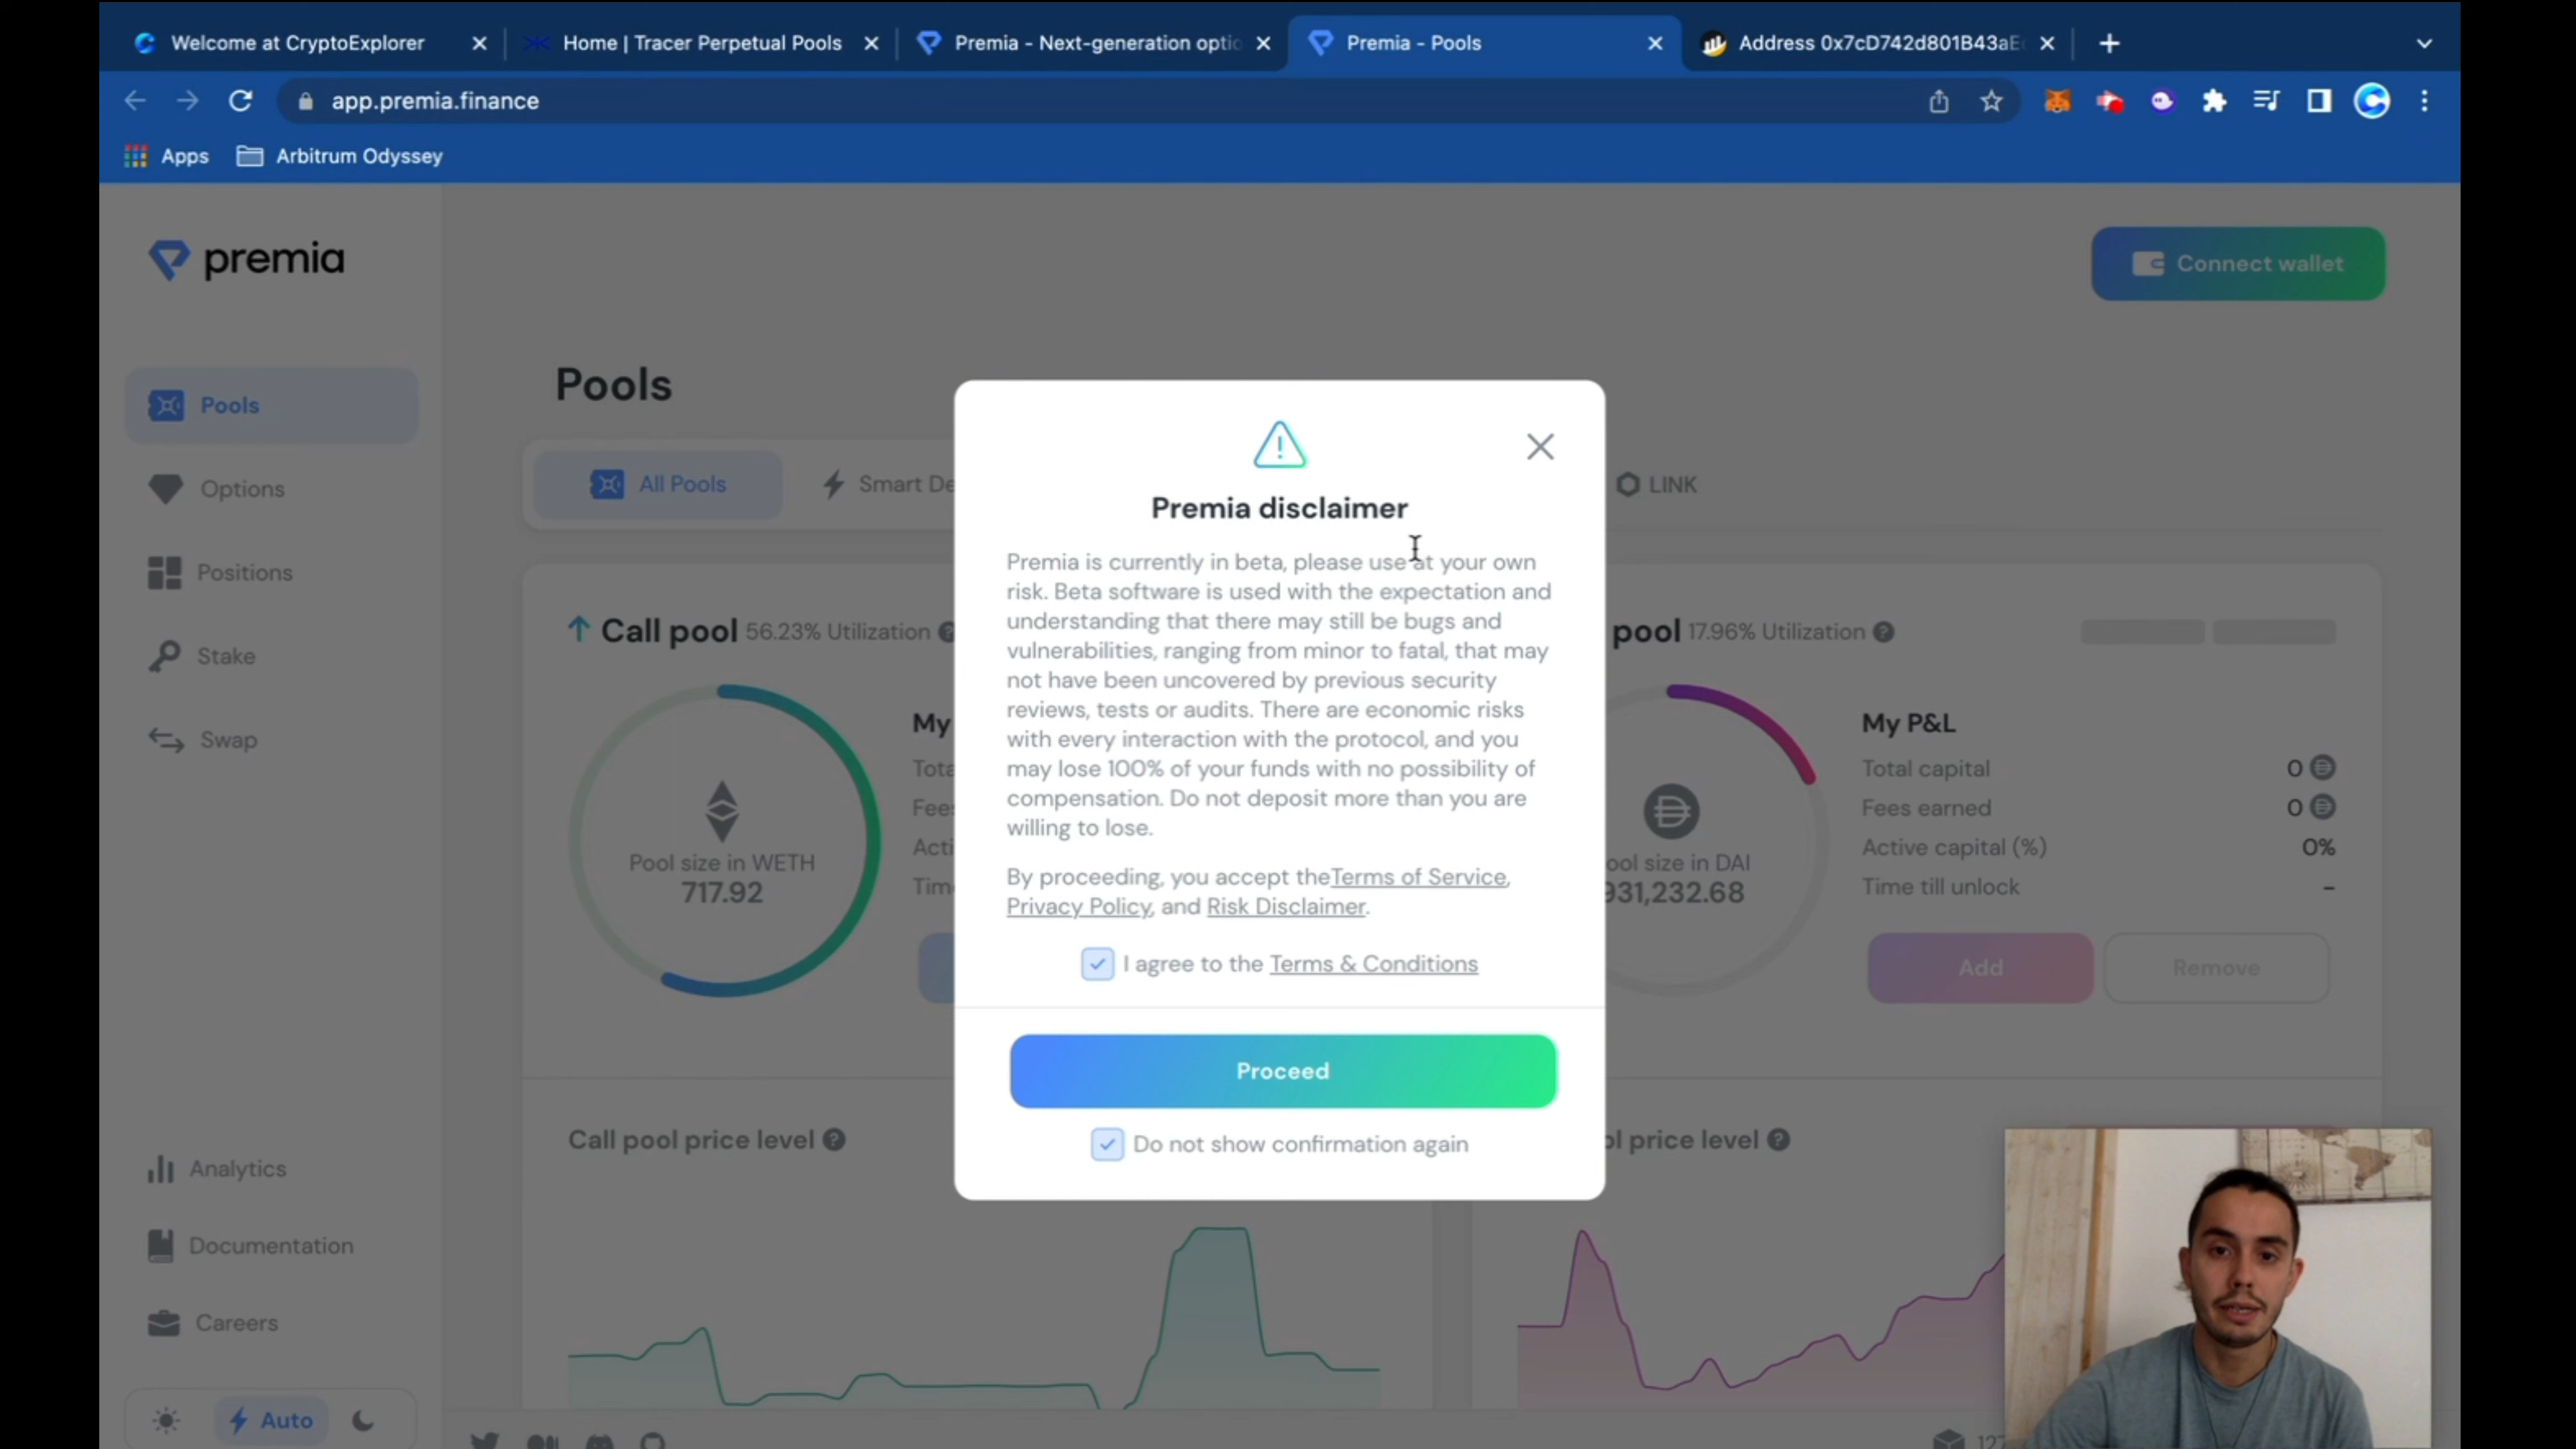 Welcome at CryptoExplorer
Home | Tracer Perpetual Pools
Premia - Next-generation optio
Premia - Pools
Address 0x7cD742d801B43aE
app.premia.finance
Apps
Arbitrum Odyssey
premia
Connect wallet
Pools
Options
Positions
Stake
Swap
Analytics
Documentation
Careers
Auto
Pools
All Pools
Smart De
LINK
Call pool 56.23% Utilization
pool 17.96% Utilization
My
My P&L
Tota
Total capital
0
Fee
Fees earned
0
Acti
Active capital (%)
0%
Tim
Time till unlock
–
Pool size in WETH
717.92
ool size in DAI
931,232.68
Add
Remove
Call pool price level
ol price level
Premia disclaimer
Premia is currently in beta, please use at your own
risk. Beta software is used with the expectation and
understanding that there may still be bugs and
vulnerabilities, ranging from minor to fatal, that may
not have been uncovered by previous security
reviews, tests or audits. There are economic risks
with every interaction with the protocol, and you
may lose 100% of your funds with no possibility of
compensation. Do not deposit more than you are
willing to lose.
By proceeding, you accept theTerms of Service,
Privacy Policy, and Risk Disclaimer.
I agree to the Terms & Conditions
Proceed
Do not show confirmation again